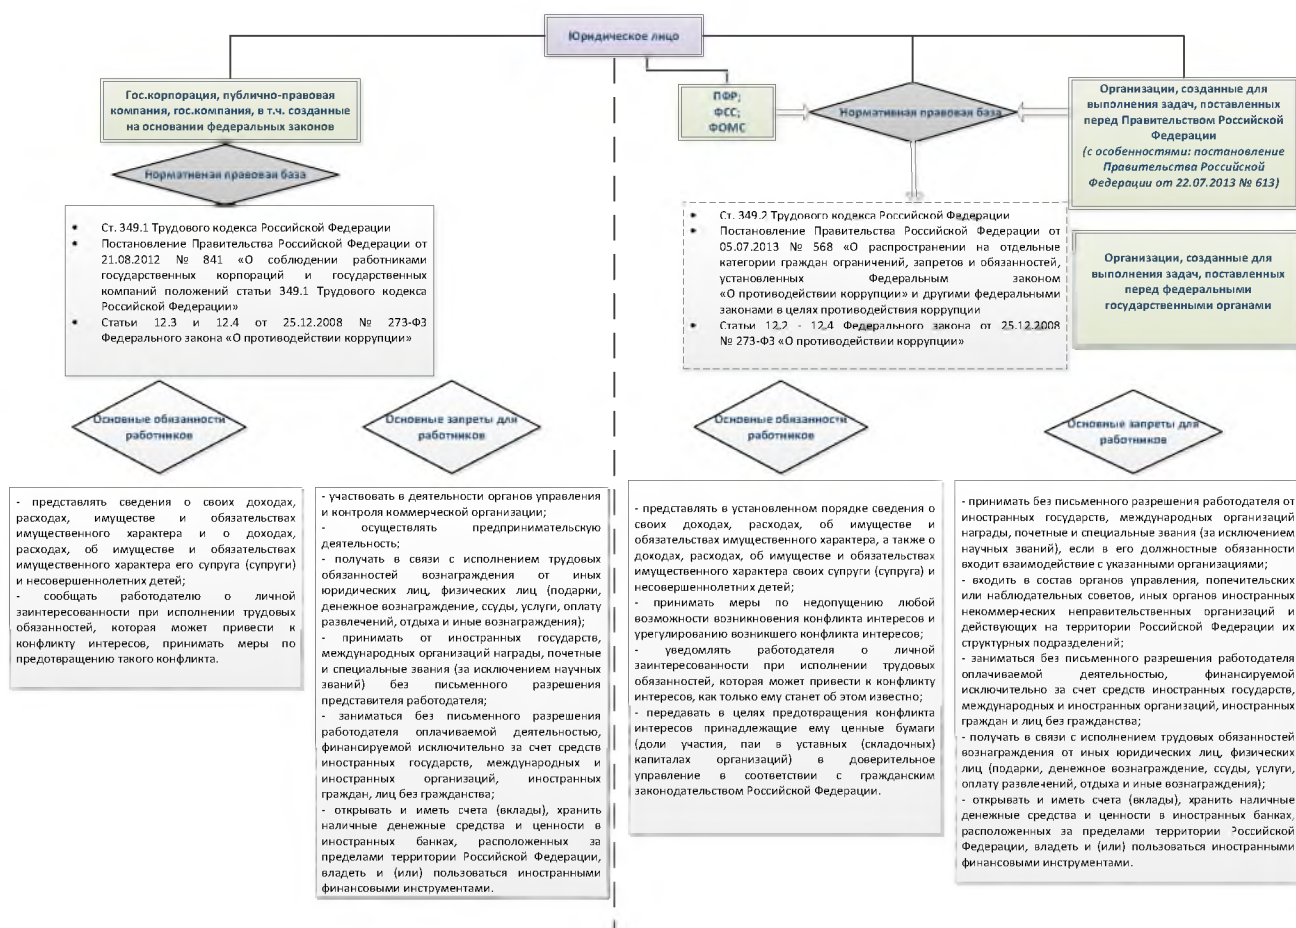 Юридическое лицо
Гос.корпорация, публично-правовая
компания, гос.компания, в т.ч. созданные
на основании федеральных законов
Нормативная правовая база
• Ст. 349.1 Трудового кодекса Российской Федерации
• Постановление Правительства Российской Федерации от
21.08.2012 № 841 «О соблюдении работниками
государственных корпораций и государственных
компаний положений статьи 349.1 Трудового кодекса
Российской Федерации»
• Статьи 12.3 и 12.4 от 25.12.2008 № 273-ФЗ
Федерального закона «О противодействии коррупции»
Основные обязанности
работников
- представлять сведения о своих доходах,
расходах, имуществе и обязательствах
имущественного характера и о доходах,
расходах, об имуществе и обязательствах
имущественного характера его супруга (супруги)
и несовершеннолетних детей;
- сообщать работодателю о личной
заинтересованности при исполнении трудовых
обязанностей, которая может привести к
конфликту интересов, принимать меры по
предотвращению такого конфликта.
Основные запреты для
работников
- участвовать в деятельности органов управления
и контроля коммерческой организации;
- осуществлять предпринимательскую
деятельность;
- получать в связи с исполнением трудовых
обязанностей вознаграждения от иных
юридических лиц, физических лиц (подарки,
денежное вознаграждение, ссуды, услуги, оплату
развлечений, отдыха и иные вознаграждения);
- принимать от иностранных государств,
международных организаций награды, почетные
и специальные звания (за исключением научных
званий) без письменного разрешения
представителя работодателя;
- заниматься без письменного разрешения
работодателя оплачиваемой деятельностью,
финансируемой исключительно за счет средств
иностранных государств, международных и
иностранных организаций, иностранных
граждан, лиц без гражданства;
- открывать и иметь счета (вклады), хранить
наличные денежные средства и ценности в
иностранных банках, расположенных за
пределами территории Российской Федерации,
владеть и (или) пользоваться иностранными
финансовыми инструментами.
ПФР;
ФСС;
ФОМС
Нормативная правовая база
Организации, созданные для
выполнения задач, поставленных
перед Правительством Российской
Федерации
(с особенностями: постановление
Правительства Российской
Федерации от 22.07.2013 № 613)
Организации, созданные для
выполнения задач, поставленных
перед федеральными
государственными органами
• Ст. 349.2 Трудового кодекса Российской Федерации
• Постановление Правительства Российской Федерации от
05.07.2013 № 568 «О распространении на отдельные
категории граждан ограничений, запретов и обязанностей,
установленных Федеральным законом
«О противодействии коррупции» и другими федеральными
законами в целях противодействия коррупции
• Статьи 12.2 - 12.4 Федерального закона от 25.12.2008
№ 273-ФЗ «О противодействии коррупции»
Основные обязанности
работников
- представлять в установленном порядке сведения о
своих доходах, расходах, об имуществе и
обязательствах имущественного характера, а также о
доходах, расходах, об имуществе и обязательствах
имущественного характера своих супруги (супруга) и
несовершеннолетних детей;
- принимать меры по недопущению любой
возможности возникновения конфликта интересов и
урегулированию возникшего конфликта интересов;
- уведомлять работодателя о личной
заинтересованности при исполнении трудовых
обязанностей, которая может привести к конфликту
интересов, как только ему станет об этом известно;
- передавать в целях предотвращения конфликта
интересов принадлежащие ему ценные бумаги
(доли участия, паи в уставных (складочных)
капиталах организаций) в доверительное
управление в соответствии с гражданским
законодательством Российской Федерации.
Основные запреты для
работников
- принимать без письменного разрешения работодателя от
иностранных государств, международных организаций
награды, почетные и специальные звания (за исключением
научных званий), если в его должностные обязанности
входит взаимодействие с указанными организациями;
- входить в состав органов управления, попечительских
или наблюдательных советов, иных органов иностранных
некоммерческих неправительственных организаций и
действующих на территории Российской Федерации их
структурных подразделений;
- заниматься без письменного разрешения работодателя
оплачиваемой деятельностью, финансируемой
исключительно за счет средств иностранных государств,
международных и иностранных организаций, иностранных
граждан и лиц без гражданства;
- получать в связи с исполнением трудовых обязанностей
вознаграждения от иных юридических лиц, физических
лиц (подарки, денежное вознаграждение, ссуды, услуги,
оплату развлечений, отдыха и иные вознаграждения);
- открывать и иметь счета (вклады), хранить наличные
денежные средства и ценности в иностранных банках,
расположенных за пределами территории Российской
Федерации, владеть и (или) пользоваться иностранными
финансовыми инструментами.